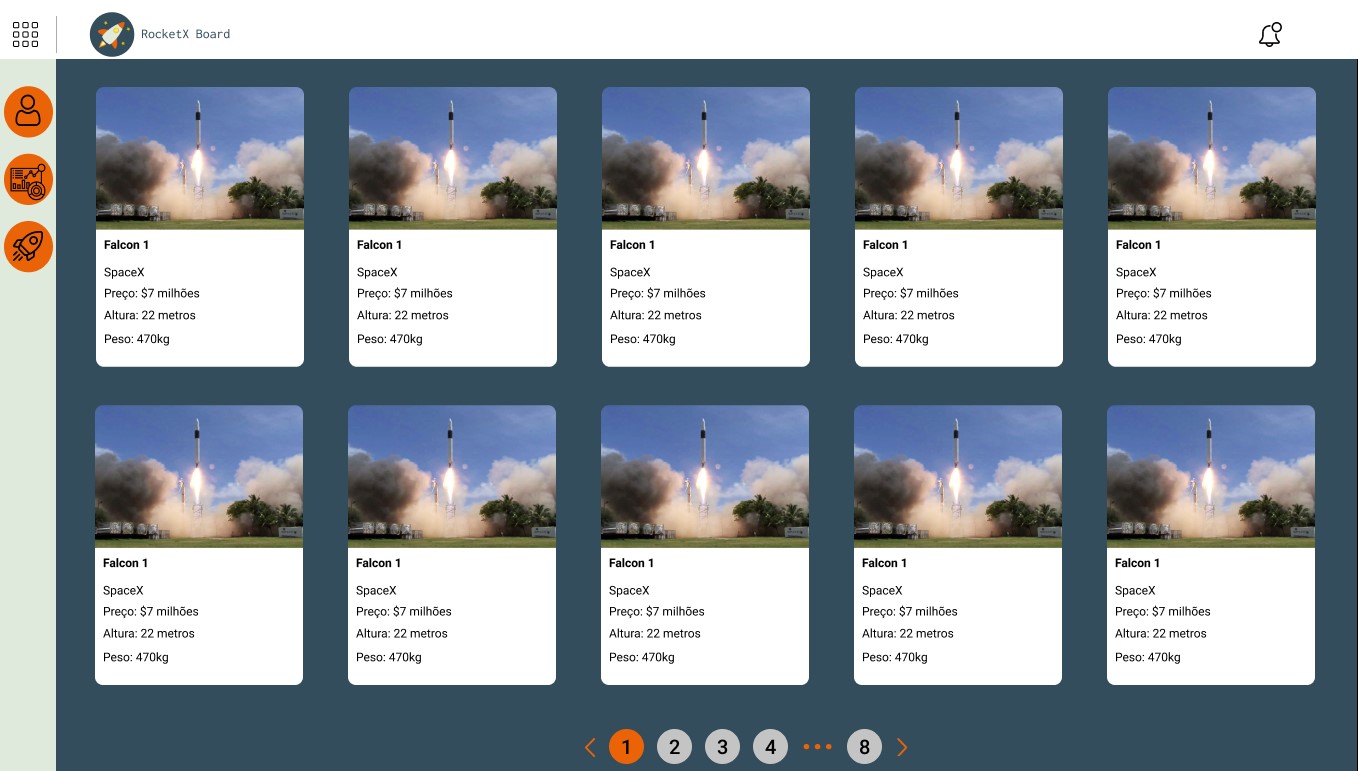 RocketX Board
Falcon 1
SpaceX
Preço: $7 milhões
Altura: 22 metros
Peso: 470kg
Falcon 1
SpaceX
Preço: $7 milhões
Altura: 22 metros
Peso: 470kg
Falcon 1
SpaceX
Preço: $7 milhões
Altura: 22 metros
Peso: 470kg
Falcon 1
SpaceX
Preço: $7 milhões
Altura: 22 metros
Peso: 470kg
Falcon 1
SpaceX
Preço: $7 milhões
Altura: 22 metros
Peso: 470kg
Falcon 1
SpaceX
Preço: $7 milhões
Altura: 22 metros
Peso: 470kg
Falcon 1
SpaceX
Preço: $7 milhões
Altura: 22 metros
Peso: 470kg
Falcon 1
SpaceX
Preço: $7 milhões
Altura: 22 metros
Peso: 470kg
Falcon 1
SpaceX
Preço: $7 milhões
Altura: 22 metros
Peso: 470kg
Falcon 1
SpaceX
Preço: $7 milhões
Altura: 22 metros
Peso: 470kg
1 2 3 4 ••• 8